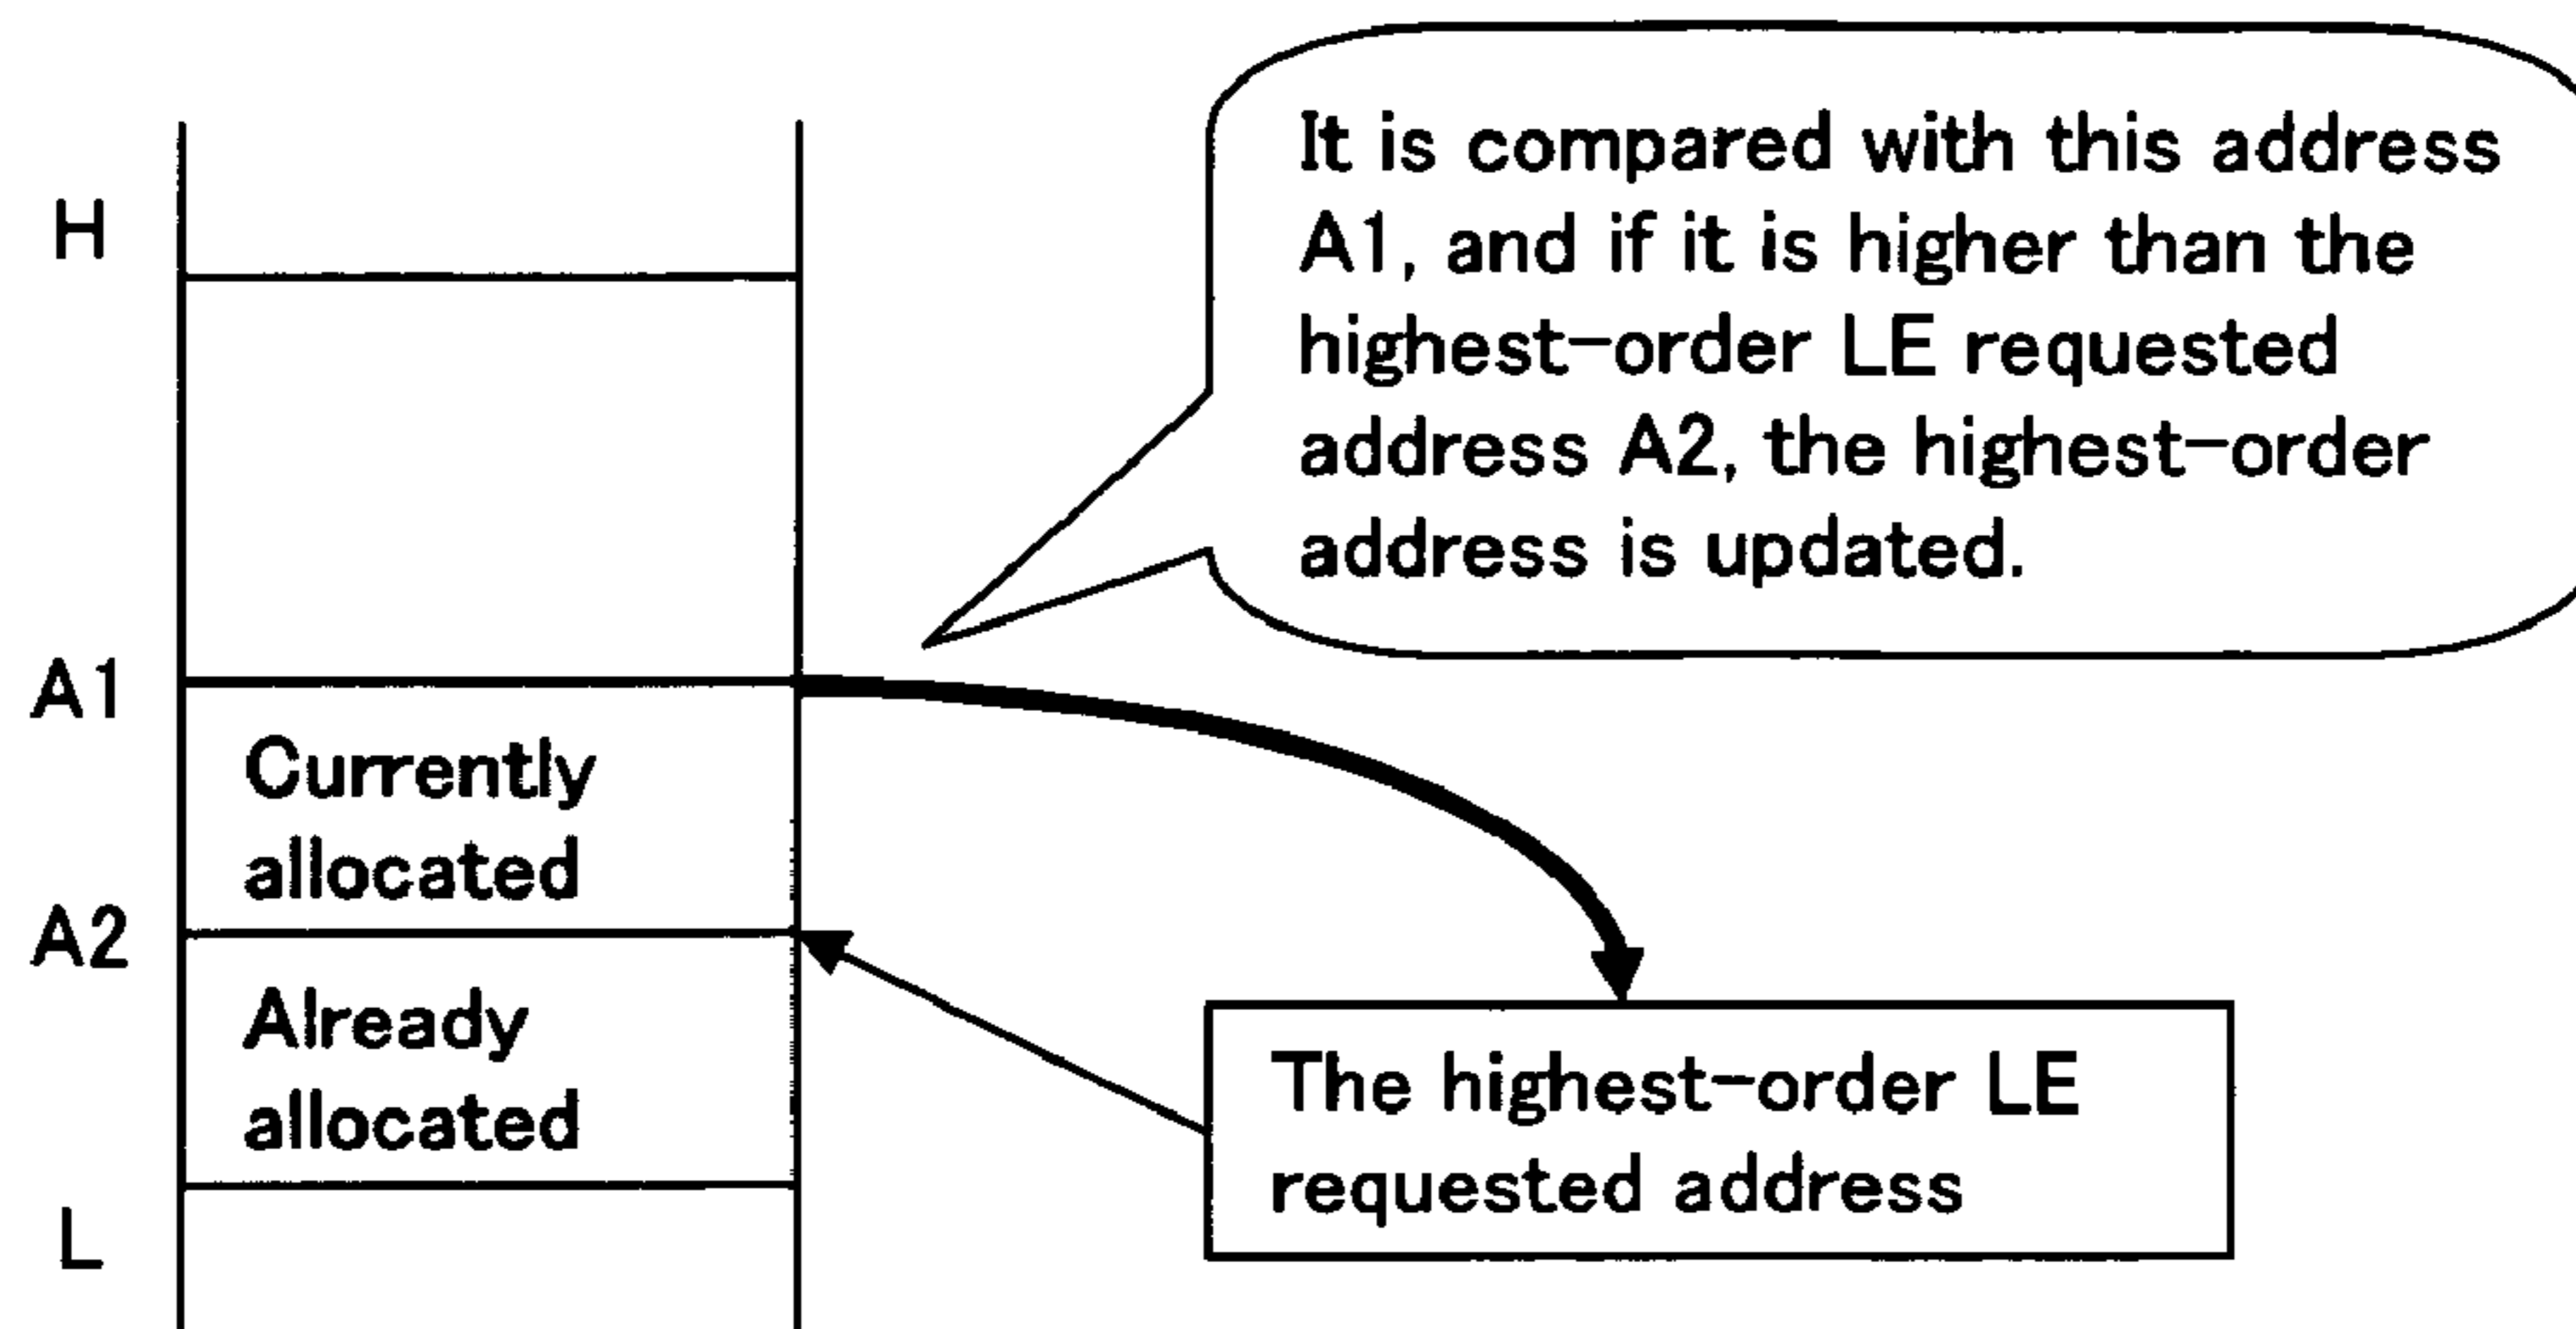 It is compared with this address
A1, and if it is higher than the
highest-order LE requested
address A2, the highest-order
address is updated.
H
A1
Currently
allocated
A2
Already
allocated
L
The highest-order LE
requested address